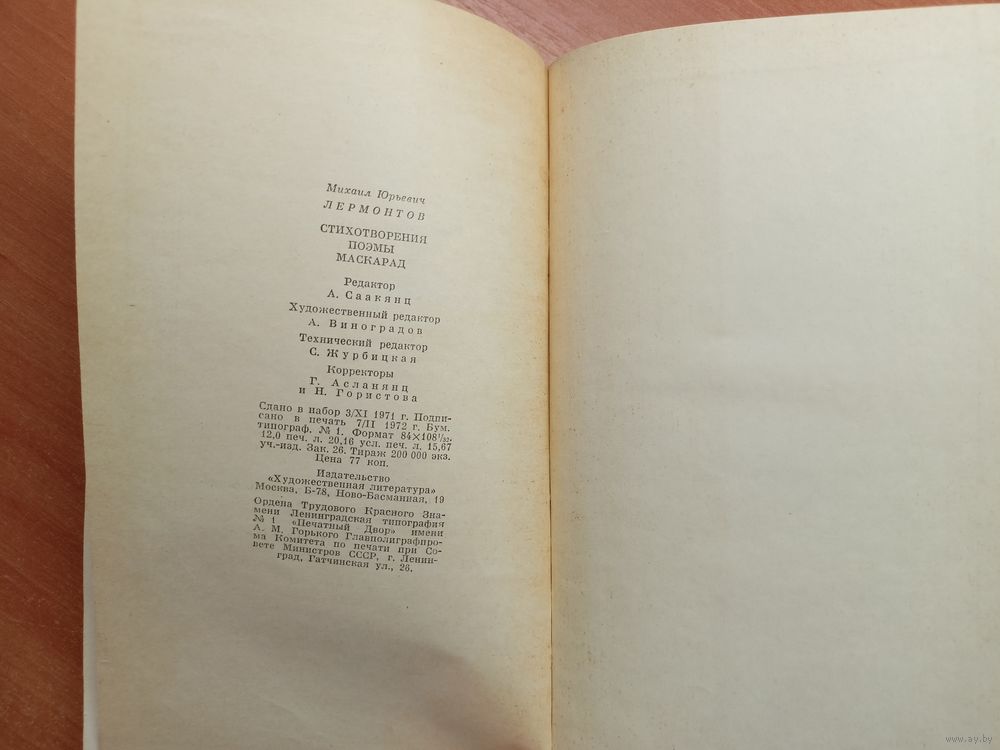 Михаил Юрьевич
ЛЕРМОНТОВ
СТИХОТВОРЕНИЯ
ПОЭМЫ
МАСКАРАД
Редактор
А. Саакянц
Художественный редактор
А. Виноградов
Технический редактор
С. Журбицкая
Корректоры
Г. Асланянц
и Н. Гористова
Сдано в набор 3/XI 1971 г. Подпи-
сано в печать 7/II 1972 г. Бум.
типограф. № 1. Формат 84×108¹/₃₂.
12,0 печ. л. 20,16 усл. печ. л. 15,67
уч.-изд. Зак. 26. Тираж 200 000 экз.
Цена 77 коп.
Издательство
«Художественная литература»
Москва, Б-78, Ново-Басманная, 19
Ордена Трудового Красного Зна-
мени Ленинградская типография
№ 1 «Печатный Двор» имени
А. М. Горького Главполиграфпро-
ма Комитета по печати при Со-
вете Министров СССР, г. Ленин-
град, Гатчинская ул., 26.
www.ay.by